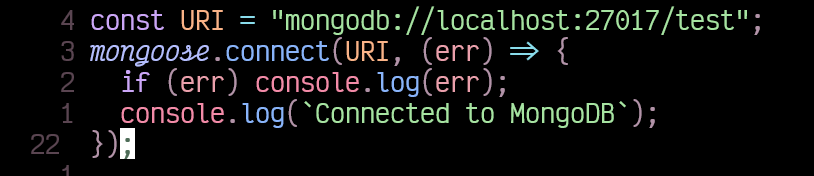 4 const URI = "mongodb://localhost:27017/test";
3 mongoose.connect(URI, (err) => {
2   if (err) console.log(err);
1   console.log(`Connected to MongoDB`);
22 });
1